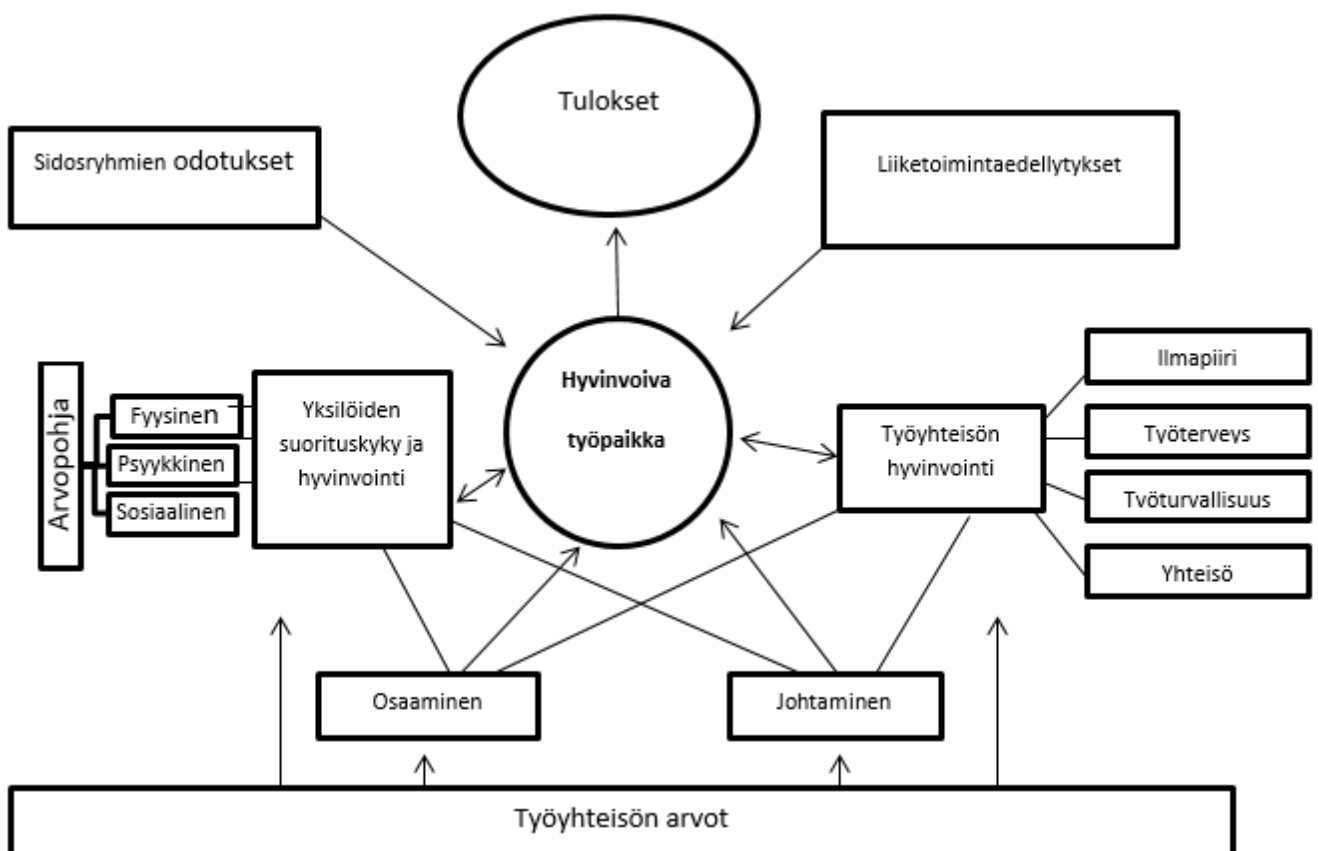 Tulokset
Sidosryhmien odotukset
Liiketoimintaedellytykset
Hyvinvoiva
työpaikka
Arvopohja
Fyysinen
Psyykkinen
Sosiaalinen
Yksilöiden
suorituskyky ja
hyvinvointi
Työyhteisön
hyvinvointi
Ilmapiiri
Työterveys
Tvöturvallisuus
Yhteisö
Osaaminen
Johtaminen
Työyhteisön arvot